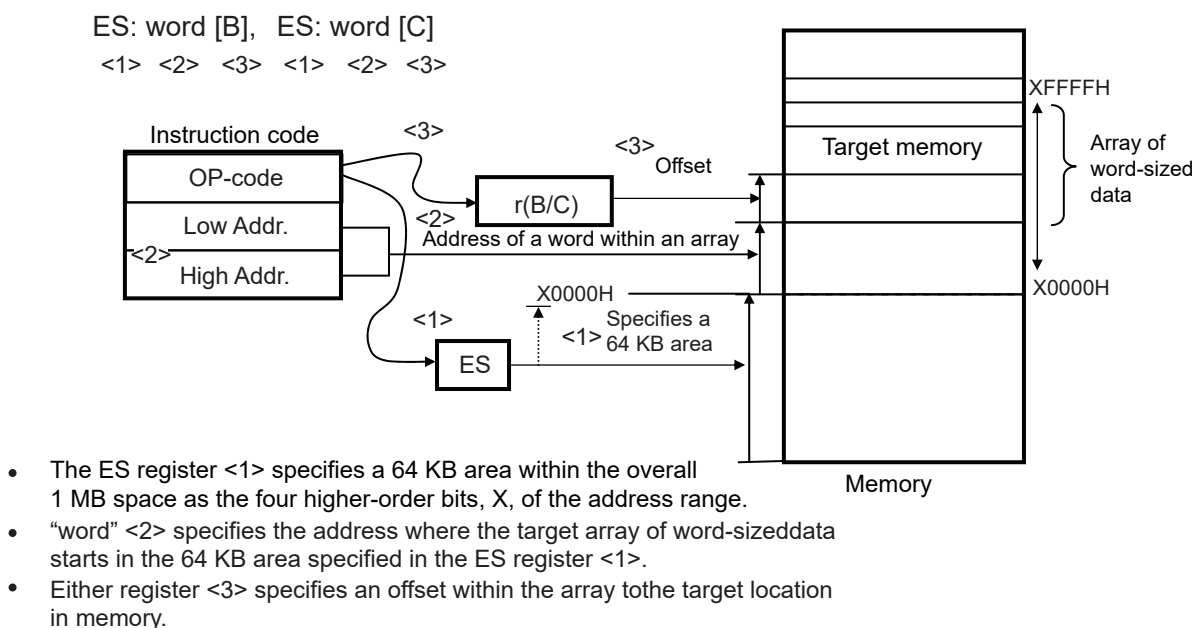 ES: word [B], ES: word [C]
<1> <2> <3> <1> <2> <3>
Instruction code
OP-code
Low Addr.
<2>
High Addr.
<3>
r(B/C)
<3>
Offset
<2>
Address of a word within an array
X0000H
<1>
<1>
Specifies a
64 KB area
ES
XFFFFH
Target memory
Array of
word-sized
data
X0000H
Memory
• The ES register <1> specifies a 64 KB area within the overall
1 MB space as the four higher-order bits, X, of the address range.
• “word” <2> specifies the address where the target array of word-sizeddata
starts in the 64 KB area specified in the ES register <1>.
• Either register <3> specifies an offset within the array tothe target location
in memory.